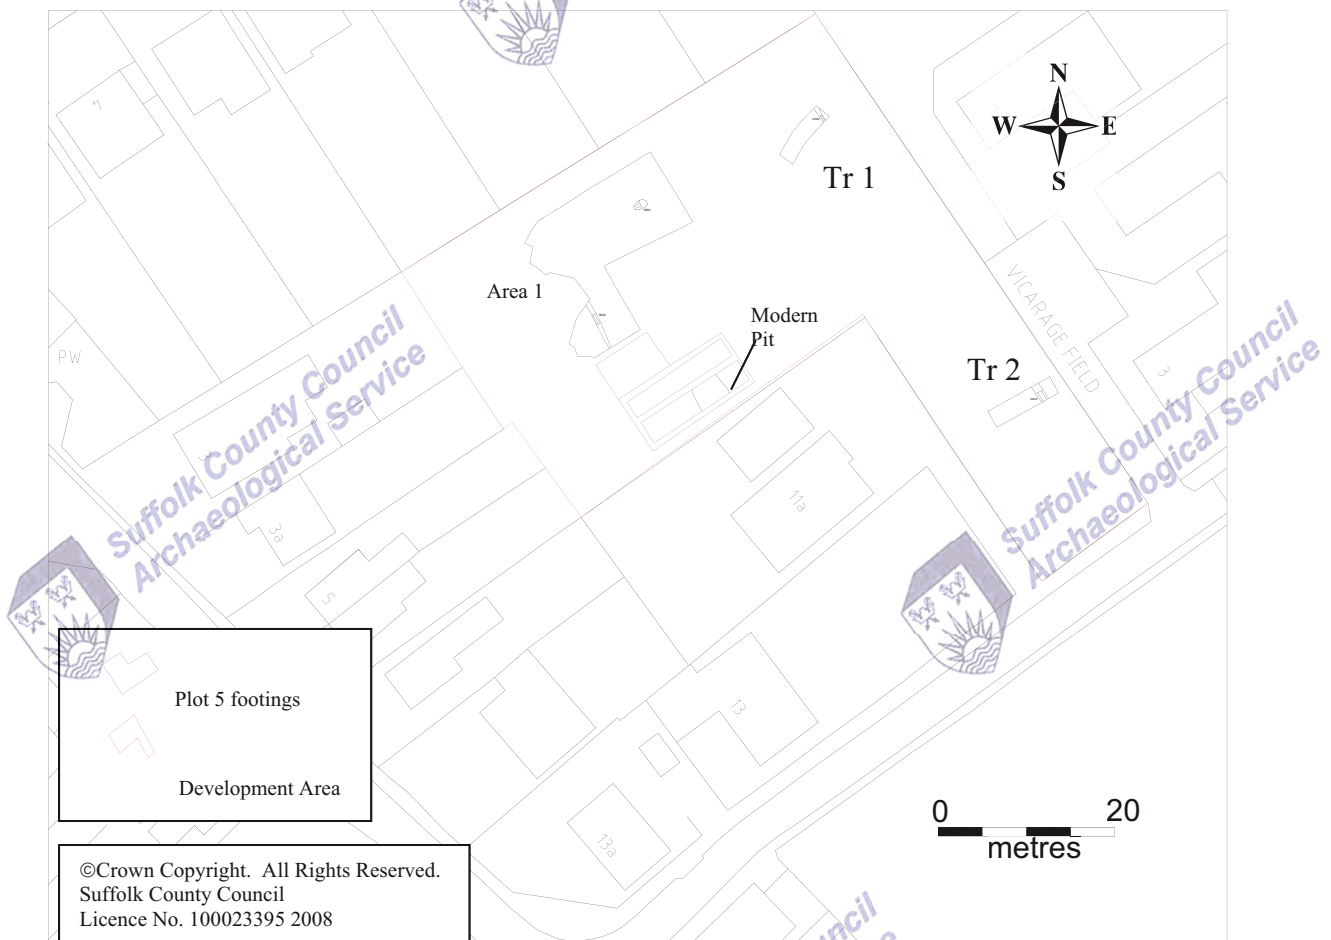 N
W E
S
Tr 1
Area 1
Modern
Pit
VICARAGE FIELD
PW
Tr 2
3
3
3a
11a
5
13
13a
Suffolk County Council
Archaeological Service
Suffolk County Council
Archaeological Service
Plot 5 footings
Development Area
0 20
metres
©Crown Copyright. All Rights Reserved.
Suffolk County Council
Licence No. 100023395 2008